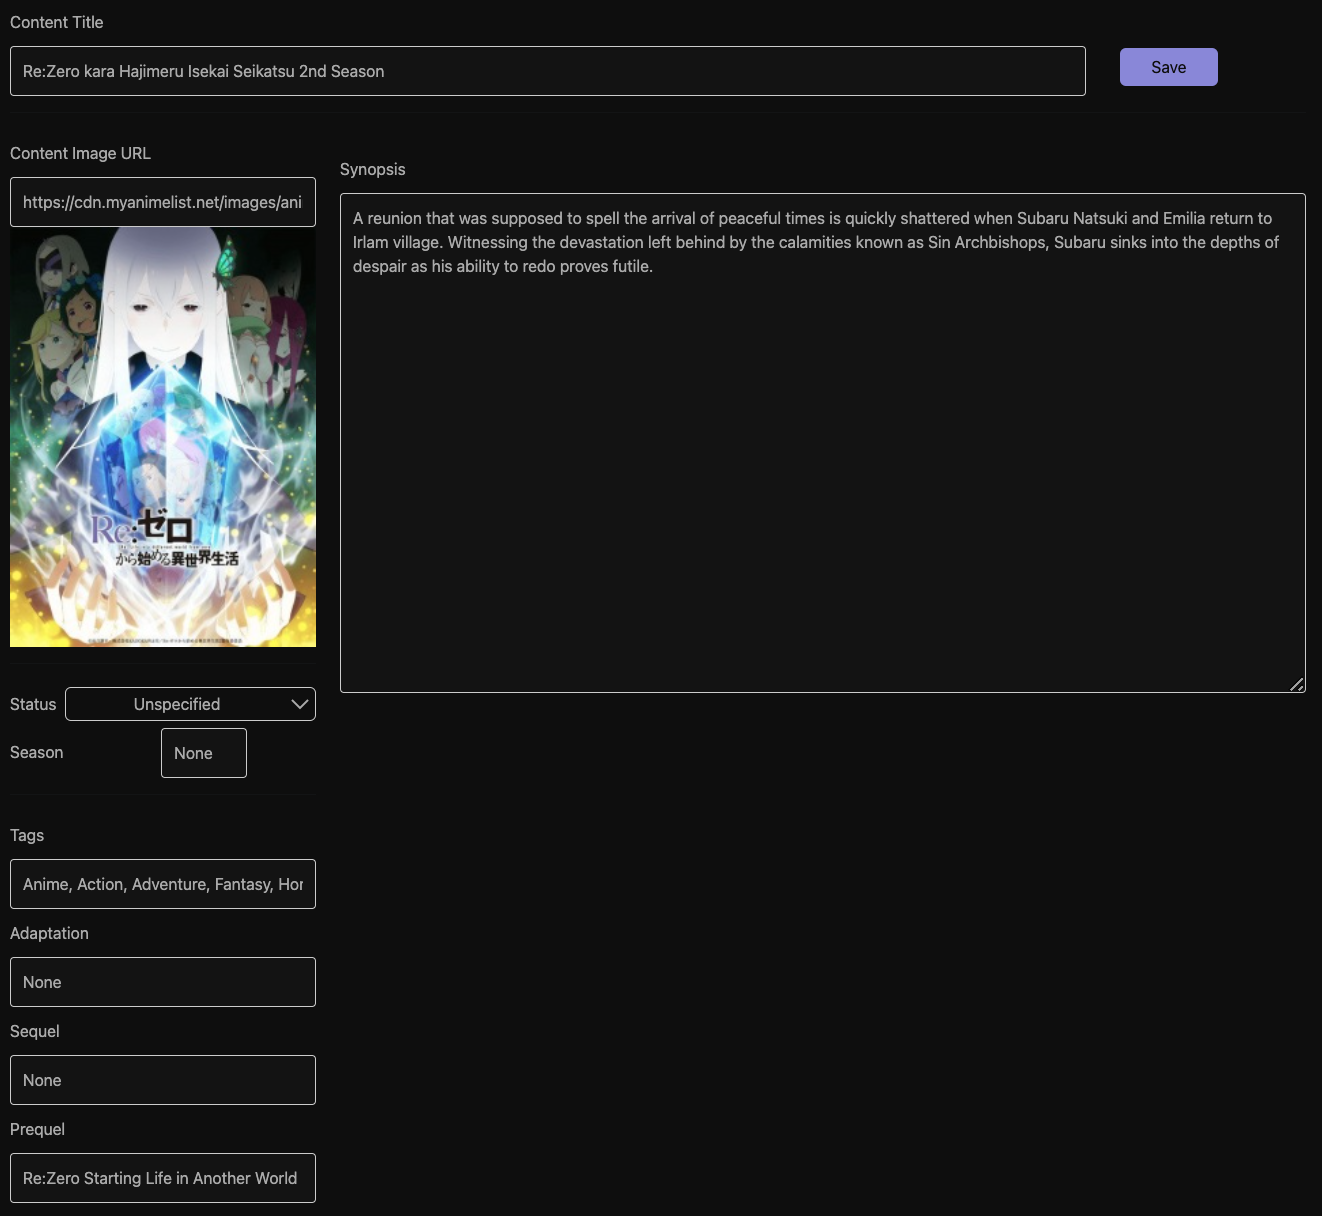 Content Title
Re:Zero kara Hajimeru Isekai Seikatsu 2nd Season
Save
Content Image URL
https://cdn.myanimelist.net/images/ani
Re:ゼロ
から始める異世界生活
Synopsis
A reunion that was supposed to spell the arrival of peaceful times is quickly shattered when Subaru Natsuki and Emilia return to
Irlam village. Witnessing the devastation left behind by the calamities known as Sin Archbishops, Subaru sinks into the depths of
despair as his ability to redo proves futile.
Status
Unspecified
Season
None
Tags
Anime, Action, Adventure, Fantasy, Hor
Adaptation
None
Sequel
None
Prequel
Re:Zero Starting Life in Another World